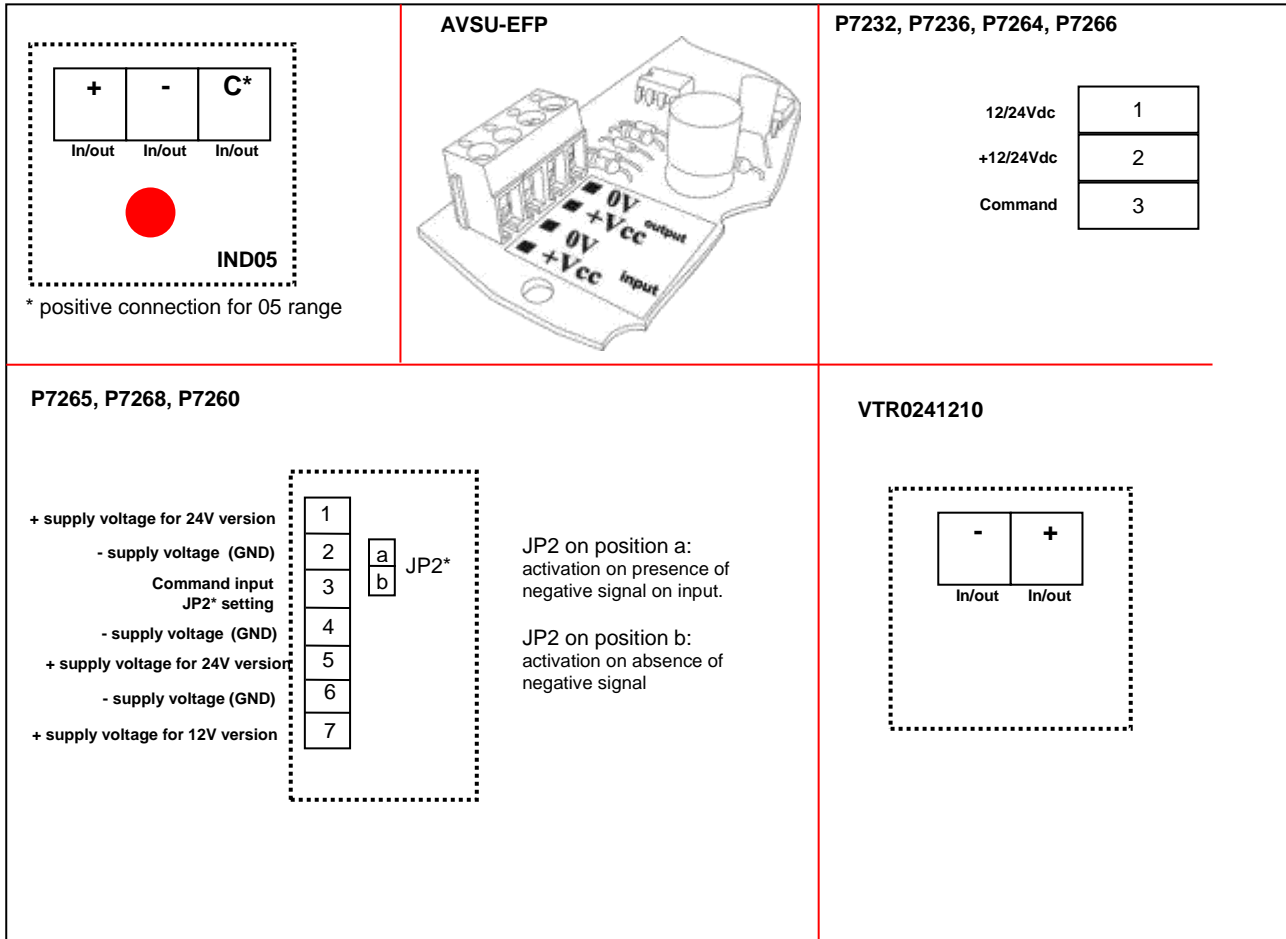 + - C*
In/out In/out In/out
IND05
* positive connection for 05 range
AVSU-EFP
0V
+Vcc output
0V
+Vcc input
P7232, P7236, P7264, P7266
12/24Vdc 1
+12/24Vdc 2
Command 3
P7265, P7268, P7260
+ supply voltage for 24V version 1
- supply voltage (GND) 2
Command input 3
JP2* setting
- supply voltage (GND) 4
+ supply voltage for 24V version 5
- supply voltage (GND) 6
+ supply voltage for 12V version 7
a
b
JP2*
JP2 on position a:
activation on presence of
negative signal on input.
JP2 on position b:
activation on absence of
negative signal
VTR0241210
- +
In/out In/out